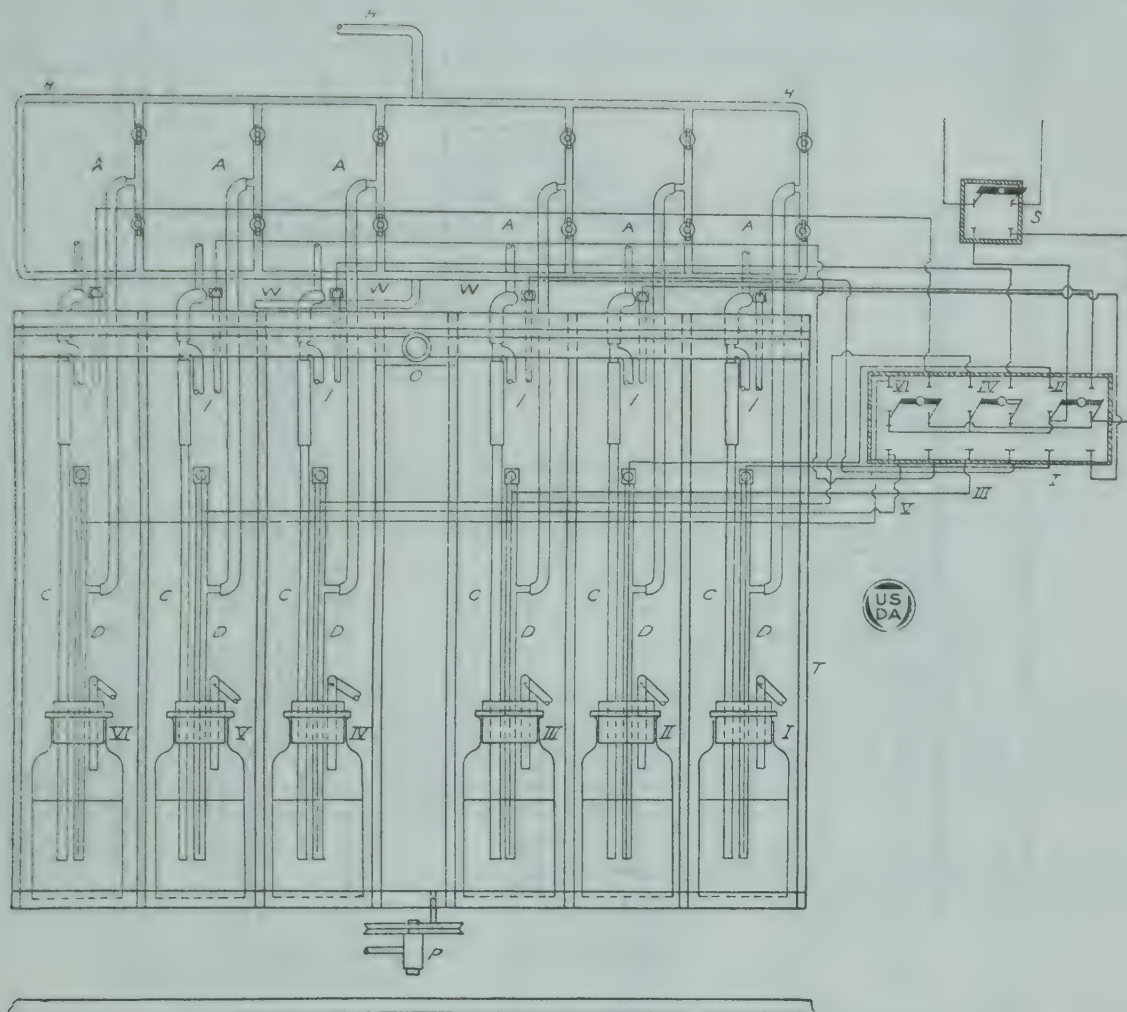 H
H H
A A A
S
A A A
W W W
O
I I I I I I
VI IV II
I
III
V
C C C C C C
US
DA
D D D D D D
T
VI V IV III II I
P